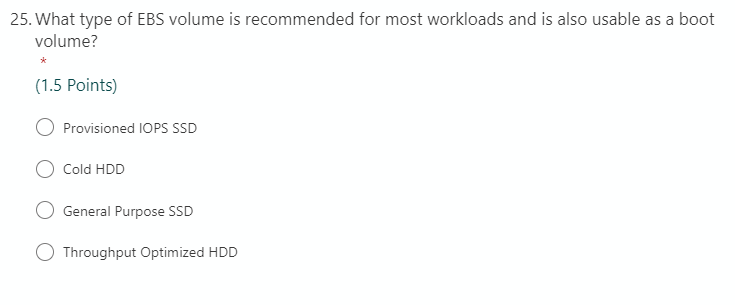 25. What type of EBS volume is recommended for most workloads and is also usable as a boot
volume?
*
(1.5 Points)
Provisioned IOPS SSD
Cold HDD
General Purpose SSD
Throughput Optimized HDD